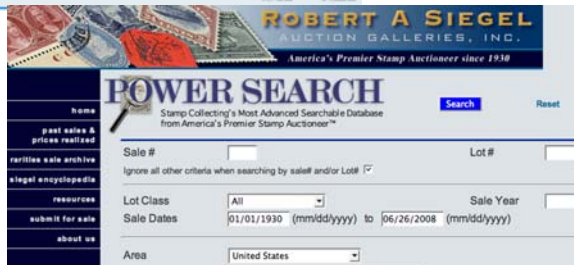 ROBERT A SIEGEL
AUCTION GALLERIES, INC.
America's Premier Stamp Auctioneer since 1930
POWER SEARCH
Stamp Collecting's Most Advanced Searchable Database
from America's Premier Stamp Auctioneer™
Search
Reset
home
past sales &
prices realized
rarities sale archive
siegel encyclopedia
resources
submit for sale
about us
Sale #
Lot #
Ignore all other criteria when searching by sale# and/or Lot#
Lot Class
All
Sale Year
Sale Dates
01/01/1930 (mm/dd/yyyy) to 06/26/2008 (mm/dd/yyyy)
Area
United States